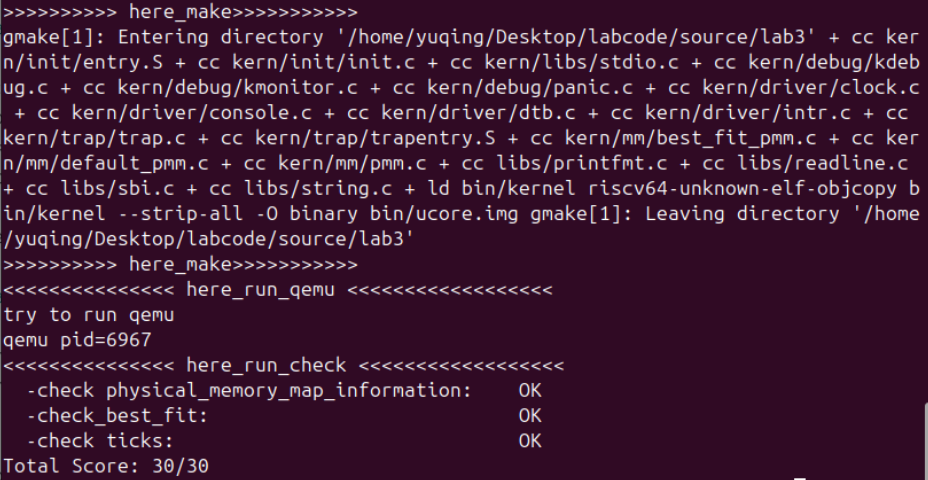 >>>>>>>>>> here_make>>>>>>>>>>>
gmake[1]: Entering directory '/home/yuqing/Desktop/labcode/source/lab3' + cc ker
n/init/entry.S + cc kern/init/init.c + cc kern/libs/stdio.c + cc kern/debug/kdeb
ug.c + cc kern/debug/kmonitor.c + cc kern/debug/panic.c + cc kern/driver/clock.c
 + cc kern/driver/console.c + cc kern/driver/dtb.c + cc kern/driver/intr.c + cc 
kern/trap/trap.c + cc kern/trap/trapentry.S + cc kern/mm/best_fit_pmm.c + cc ker
n/mm/default_pmm.c + cc kern/mm/pmm.c + cc libs/printfmt.c + cc libs/readline.c 
+ cc libs/sbi.c + cc libs/string.c + ld bin/kernel riscv64-unknown-elf-objcopy b
in/kernel --strip-all -O binary bin/ucore.img gmake[1]: Leaving directory '/home
/yuqing/Desktop/labcode/source/lab3'
>>>>>>>>>> here_make>>>>>>>>>>>
<<<<<<<<<<<<<<< here_run_qemu <<<<<<<<<<<<<<<<<<
try to run qemu
qemu pid=6967
<<<<<<<<<<<<<<< here_run_check <<<<<<<<<<<<<<<<<<
  -check physical_memory_map_information:    OK
  -check_best_fit:                           OK
  -check ticks:                              OK
Total Score: 30/30